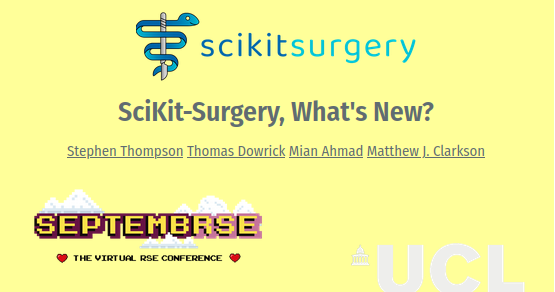 scikitsurgery
SciKit-Surgery, What's New?
Stephen Thompson Thomas Dowrick Mian Ahmad Matthew J. Clarkson
SEPTEMBRSE
THE VIRTUAL RSE CONFERENCE
UCL